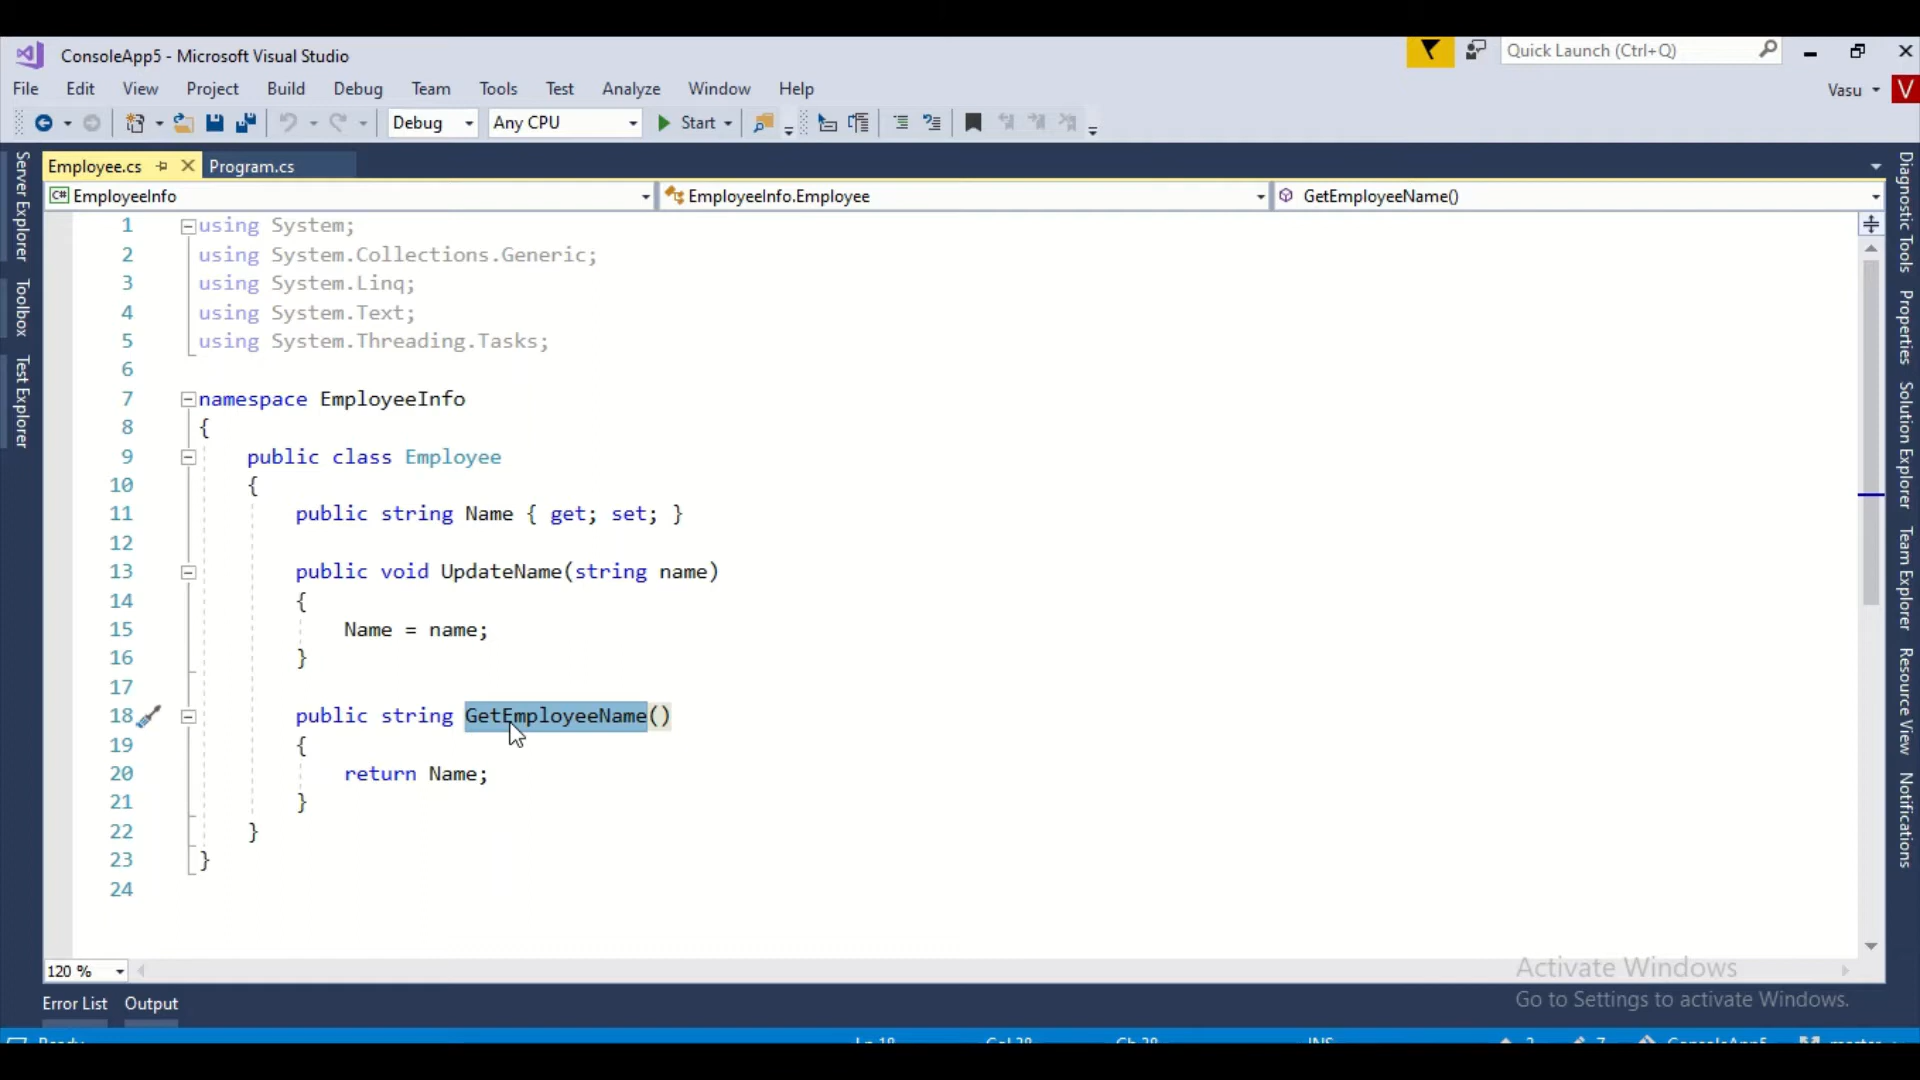 ConsoleApp5 - Microsoft Visual Studio
Quick Launch (Ctrl+Q)
File Edit View Project Build Debug Team Tools Test Analyze Window Help
Vasu
V
Debug Any CPU Start
Employee.cs Program.cs
EmployeeInfo EmployeeInfo.Employee GetEmployeeName()
Server Explorer
Toolbox
Test Explorer
1 using System;
2 using System.Collections.Generic;
3 using System.Linq;
4 using System.Text;
5 using System.Threading.Tasks;
6
7 namespace EmployeeInfo
8 {
9 public class Employee
10 {
11 public string Name { get; set; }
12
13 public void UpdateName(string name)
14 {
15 Name = name;
16 }
17
18 public string GetEmployeeName()
19 {
20 return Name;
21 }
22 }
23 }
24
Diagnostic Tools
Properties
Solution Explorer
Team Explorer
Resource View
Notifications
120 %
Activate Windows
Go to Settings to activate Windows.
Error List Output
Ready Ln 18 INS ConsoleApp5 master